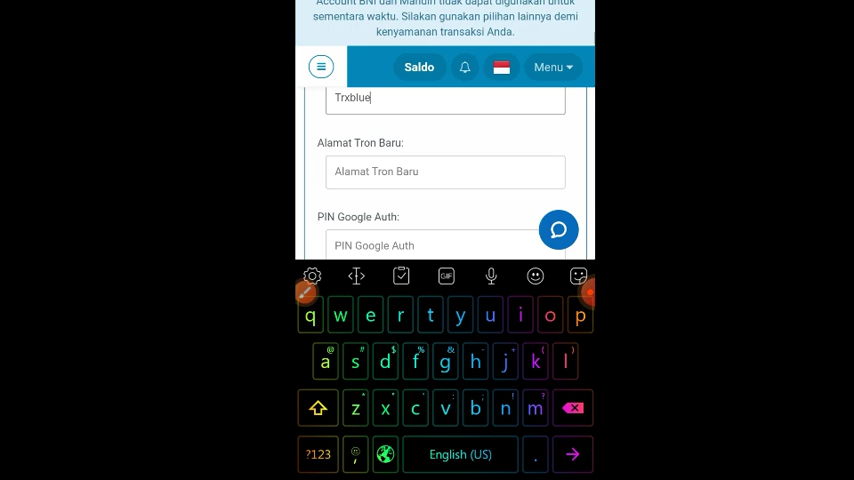 Account BNI dan Mandiri tidak dapat digunakan untuk
sementara waktu. Silakan gunakan pilihan lainnya demi
kenyamanan transaksi Anda.
Saldo Menu
Trxblue
Alamat Tron Baru:
Alamat Tron Baru
PIN Google Auth:
PIN Google Auth
GIF
q w e r t y u i o p
@ # $ % & - + ( )
a s d f g h j k l
* " ' : ; ! ?
z x c v b n m
?123 , English (US) .